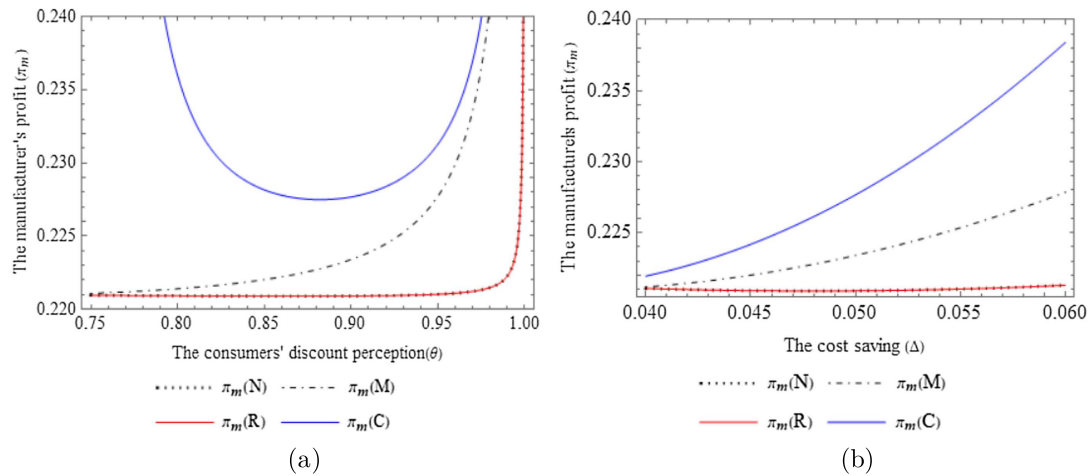 The manufacturer's profit (πm)
0.240
0.235
0.230
0.225
0.220
0.75 0.80 0.85 0.90 0.95 1.00
The consumers' discount perception(θ)
πm(N) πm(M)
πm(R) πm(C)
(a)
The manufacturer's profit (πm)
0.240
0.235
0.230
0.225
0.040 0.045 0.050 0.055 0.060
The cost saving (Δ)
πm(N) πm(M)
πm(R) πm(C)
(b)